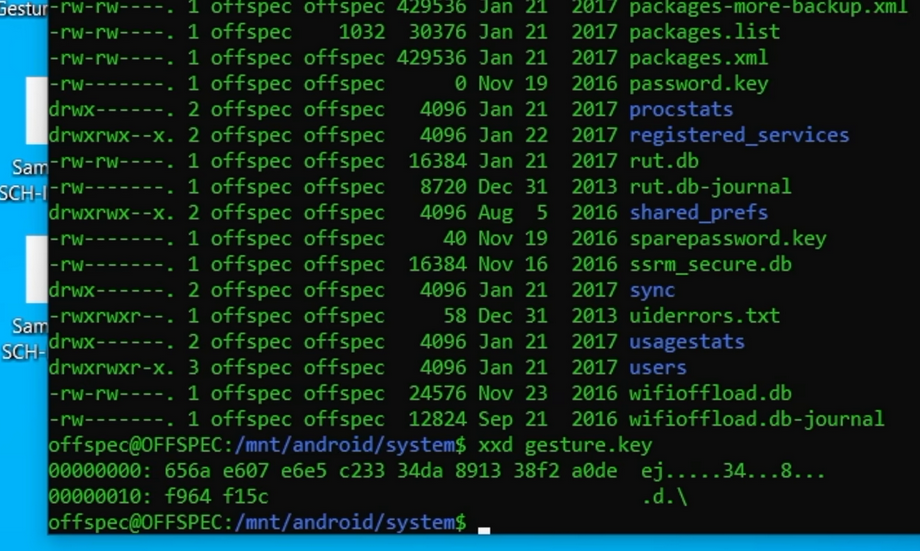 Gestur
Sam
SCH-I
Sam
SCH-
-rw-rw----. 1 offspec offspec 429536 Jan 21  2017 packages-more-backup.xml
-rw-rw----. 1 offspec    1032  30376 Jan 21  2017 packages.list
-rw-rw----. 1 offspec offspec 429536 Jan 21  2017 packages.xml
-rw-------. 1 offspec offspec      0 Nov 19  2016 password.key
drwx------. 2 offspec offspec   4096 Jan 21  2017 procstats
drwxrwx--x. 2 offspec offspec   4096 Jan 22  2017 registered_services
-rw-rw----. 1 offspec offspec  16384 Jan 21  2017 rut.db
-rw-------. 1 offspec offspec   8720 Dec 31  2013 rut.db-journal
drwxrwx--x. 2 offspec offspec   4096 Aug  5  2016 shared_prefs
-rw-------. 1 offspec offspec     40 Nov 19  2016 sparepassword.key
-rw-------. 1 offspec offspec  16384 Nov 16  2016 ssrm_secure.db
drwx------. 2 offspec offspec   4096 Jan 21  2017 sync
-rwxrwxr--. 1 offspec offspec     58 Dec 31  2013 uiderrors.txt
drwx------. 2 offspec offspec   4096 Jan 21  2017 usagestats
drwxrwxr-x. 3 offspec offspec   4096 Jan 21  2017 users
-rw-rw----. 1 offspec offspec  24576 Nov 23  2016 wifioffload.db
-rw-------. 1 offspec offspec  12824 Sep 21  2016 wifioffload.db-journal
offspec@OFFSPEC:/mnt/android/system$ xxd gesture.key
00000000: 656a e607 e6e5 c233 34da 8913 38f2 a0de  ej.....34...8...
00000010: f964 f15c                                .d.\
offspec@OFFSPEC:/mnt/android/system$